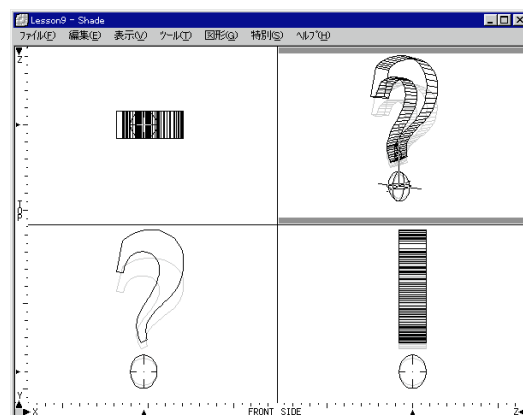 Lesson9 - Shade
ファイル(F) 編集(E) 表示(V) ツール(T) 図形(G) 特別(S) ヘルプ(H)
Z
TOP
Y
X FRONT SIDE Z